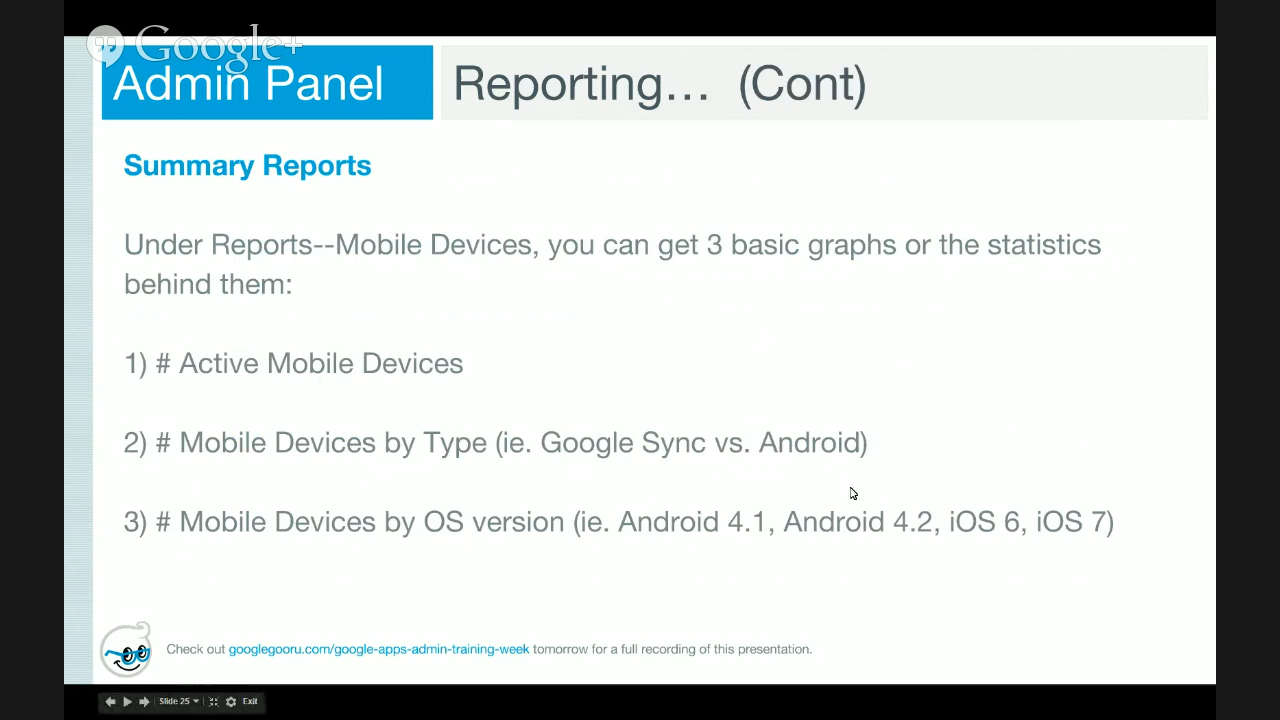 Google+
Admin Panel
Reporting... (Cont)
Summary Reports
Under Reports--Mobile Devices, you can get 3 basic graphs or the statistics
behind them:
1) # Active Mobile Devices
2) # Mobile Devices by Type (ie. Google Sync vs. Android)
3) # Mobile Devices by OS version (ie. Android 4.1, Android 4.2, iOS 6, iOS 7)
Check out googlegooru.com/google-apps-admin-training-week tomorrow for a full recording of this presentation.
Slide 25
Exit